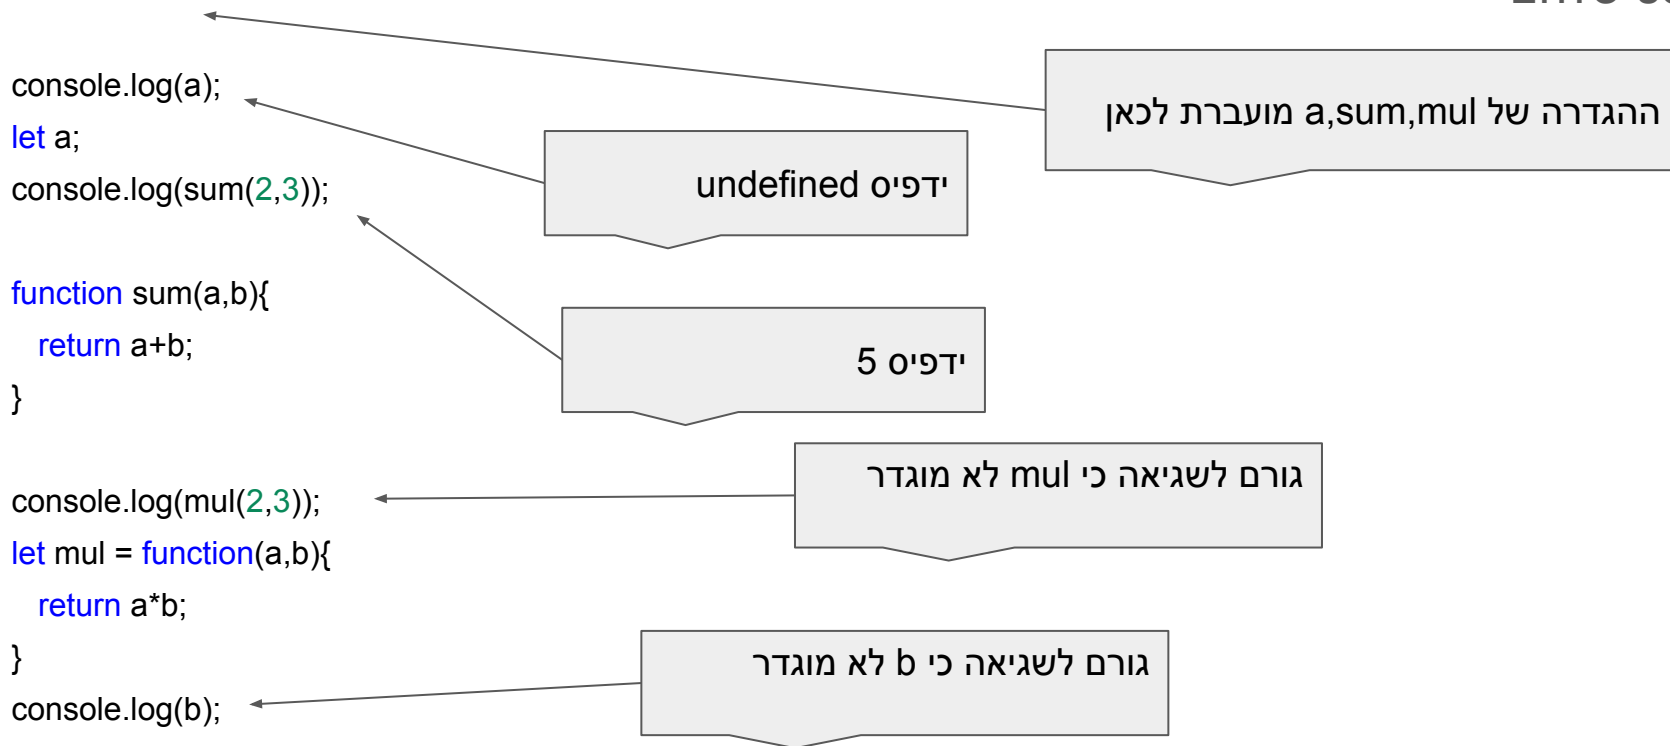 console.log(a);
let a;
console.log(sum(2,3));
function sum(a,b){
return a+b;
}
console.log(mul(2,3));
let mul = function(a,b){
return a*b;
}
console.log(b);
ההגדרה של a,sum,mul מועברת לכאן
ידפיס undefined
ידפיס 5
גורם לשגיאה כי mul לא מוגדר
גורם לשגיאה כי b לא מוגדר